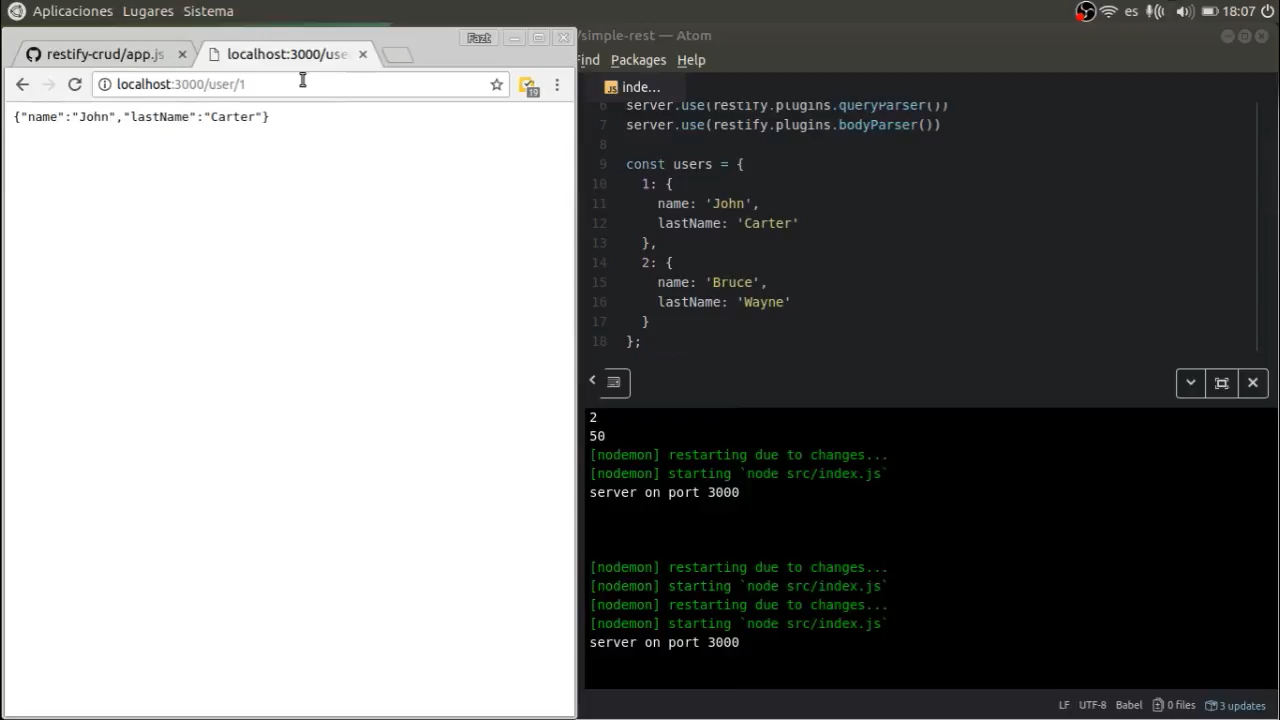 Aplicaciones Lugares Sistema
es 18:07
Fazt
restify-crud/app.js
localhost:3000/use
localhost:3000/user/1
19
{"name":"John","lastName":"Carter"}
/simple-rest — Atom
Find Packages Help
JS inde...
6 server.use(restify.plugins.queryParser())
7 server.use(restify.plugins.bodyParser())
8
9 const users = {
10 1: {
11 name: 'John',
12 lastName: 'Carter'
13 },
14 2: {
15 name: 'Bruce',
16 lastName: 'Wayne'
17 }
18 };
2
50
[nodemon] restarting due to changes...
[nodemon] starting `node src/index.js`
server on port 3000
[nodemon] restarting due to changes...
[nodemon] starting `node src/index.js`
[nodemon] restarting due to changes...
[nodemon] starting `node src/index.js`
server on port 3000
LF UTF-8 Babel 0 files 3 updates